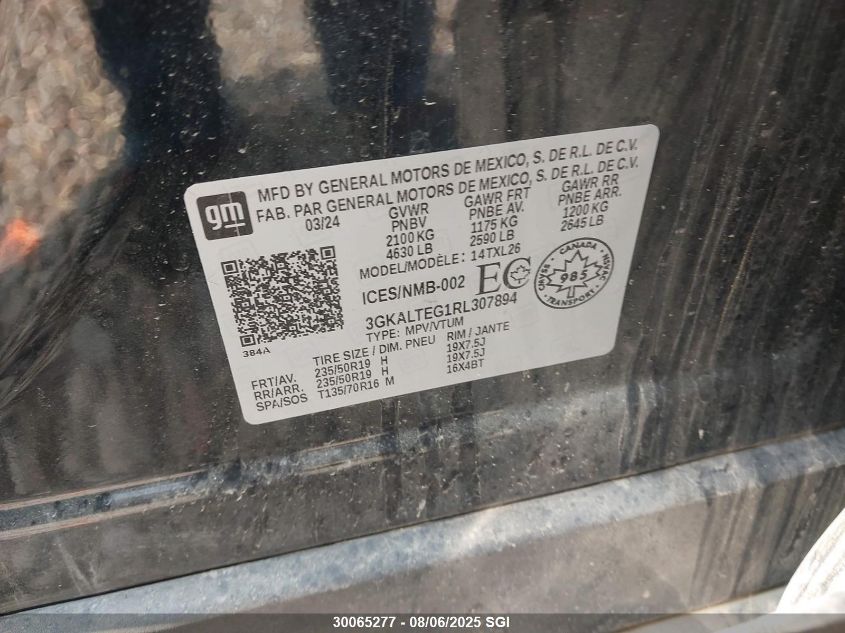 gm
MFD BY GENERAL MOTORS DE MEXICO, S. DE R.L. DE C.V.
FAB. PAR GENERAL MOTORS DE MEXICO, S. DE R.L. DE C.V.
03/24 GVWR GAWR FRT GAWR RR
PNBV PNBE AV. PNBE ARR.
2100 KG 1175 KG 1200 KG
4630 LB 2590 LB 2645 LB
MODEL/MODÈLE: 14TXL26
ICES/NMB-002 EC
CANADA
985
NSVAC
3GKALTEG1RL307894
TYPE: MPV/VTUM
384A
TIRE SIZE / DIM. PNEU RIM / JANTE
FRT/AV. 235/50R19 H 19X7.5J
RR/ARR. 235/50R19 H 19X7.5J
SPA/SOS T135/70R16 M 16X4BT
30065277 - 08/06/2025 SGI